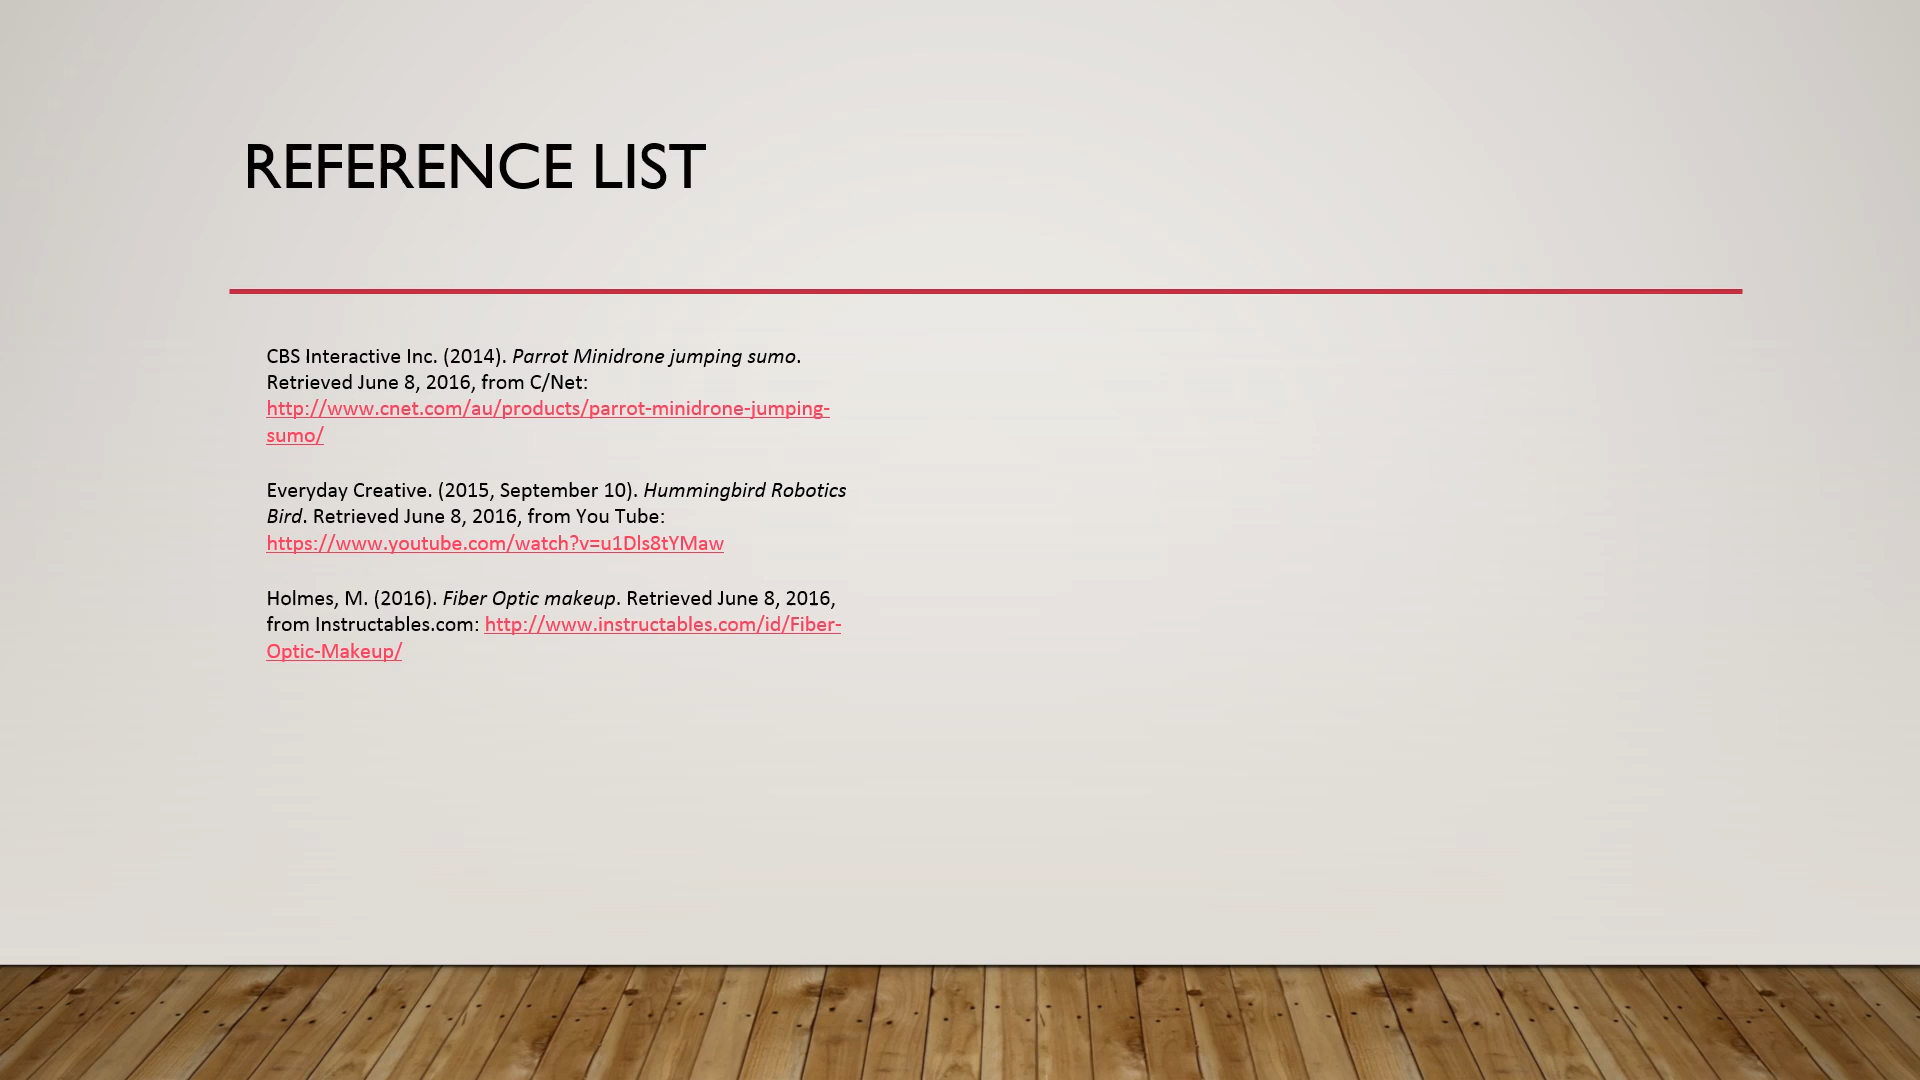 REFERENCE LIST
CBS Interactive Inc. (2014). Parrot Minidrone jumping sumo.
Retrieved June 8, 2016, from C/Net:
http://www.cnet.com/au/products/parrot-minidrone-jumping-
sumo/
Everyday Creative. (2015, September 10). Hummingbird Robotics
Bird. Retrieved June 8, 2016, from You Tube:
https://www.youtube.com/watch?v=u1Dls8tYMaw
Holmes, M. (2016). Fiber Optic makeup. Retrieved June 8, 2016,
from Instructables.com: http://www.instructables.com/id/Fiber-
Optic-Makeup/